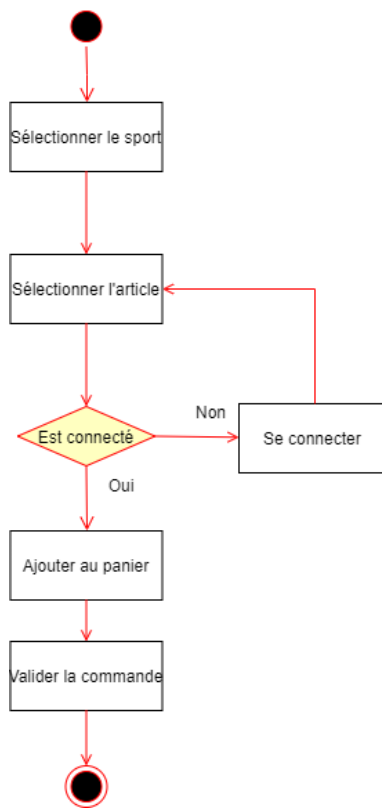 Sélectionner le sport
Sélectionner l'article
Non
Est connecté
Se connecter
Oui
Ajouter au panier
Valider la commande